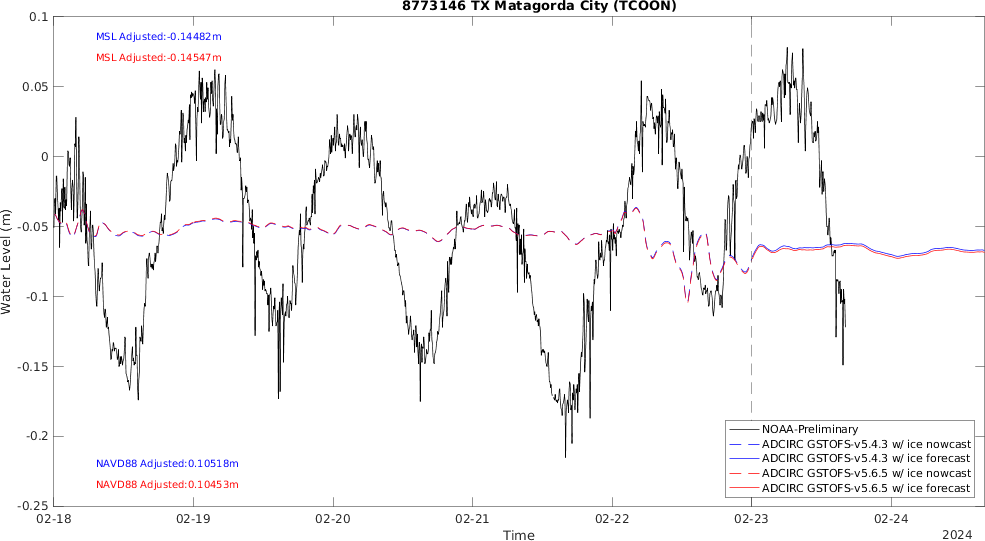 8773146 TX Matagorda City (TCOON)
0.1
0.05
0
-0.05
-0.1
-0.15
-0.2
-0.25
Water Level (m)
MSL Adjusted:-0.14482m
MSL Adjusted:-0.14547m
NAVD88 Adjusted:0.10518m
NAVD88 Adjusted:0.10453m
NOAA-Preliminary
ADCIRC GSTOFS-v5.4.3 w/ ice nowcast
ADCIRC GSTOFS-v5.4.3 w/ ice forecast
ADCIRC GSTOFS-v5.6.5 w/ ice nowcast
ADCIRC GSTOFS-v5.6.5 w/ ice forecast
02-18 02-19 02-20 02-21 02-22 02-23 02-24
Time
2024